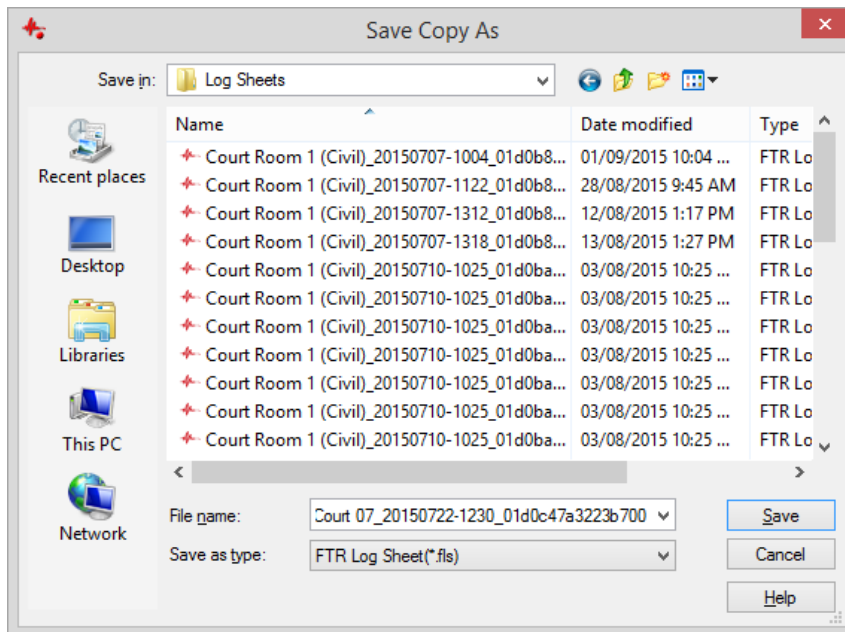 Save Copy As
Save in: Log Sheets
Recent places
Desktop
Libraries
This PC
Network
Name Date modified Type
Court Room 1 (Civil)_20150707-1004_01d0b8... 01/09/2015 10:04 ... FTR Lo
Court Room 1 (Civil)_20150707-1122_01d0b8... 28/08/2015 9:45 AM FTR Lo
Court Room 1 (Civil)_20150707-1312_01d0b8... 12/08/2015 1:17 PM FTR Lo
Court Room 1 (Civil)_20150707-1318_01d0b8... 13/08/2015 1:27 PM FTR Lo
Court Room 1 (Civil)_20150710-1025_01d0ba... 03/08/2015 10:25 ... FTR Lo
Court Room 1 (Civil)_20150710-1025_01d0ba... 03/08/2015 10:25 ... FTR Lo
Court Room 1 (Civil)_20150710-1025_01d0ba... 03/08/2015 10:25 ... FTR Lo
Court Room 1 (Civil)_20150710-1025_01d0ba... 03/08/2015 10:25 ... FTR Lo
Court Room 1 (Civil)_20150710-1025_01d0ba... 03/08/2015 10:25 ... FTR Lo
Court Room 1 (Civil)_20150710-1025_01d0ba... 03/08/2015 10:25 ... FTR Lo
Court Room 1 (Civil)_20150710-1025_01d0ba... 03/08/2015 10:25 ... FTR Lo
File name: Court 07_20150722-1230_01d0c47a3223b700 Save
Save as type: FTR Log Sheet(*.fls) Cancel
Help